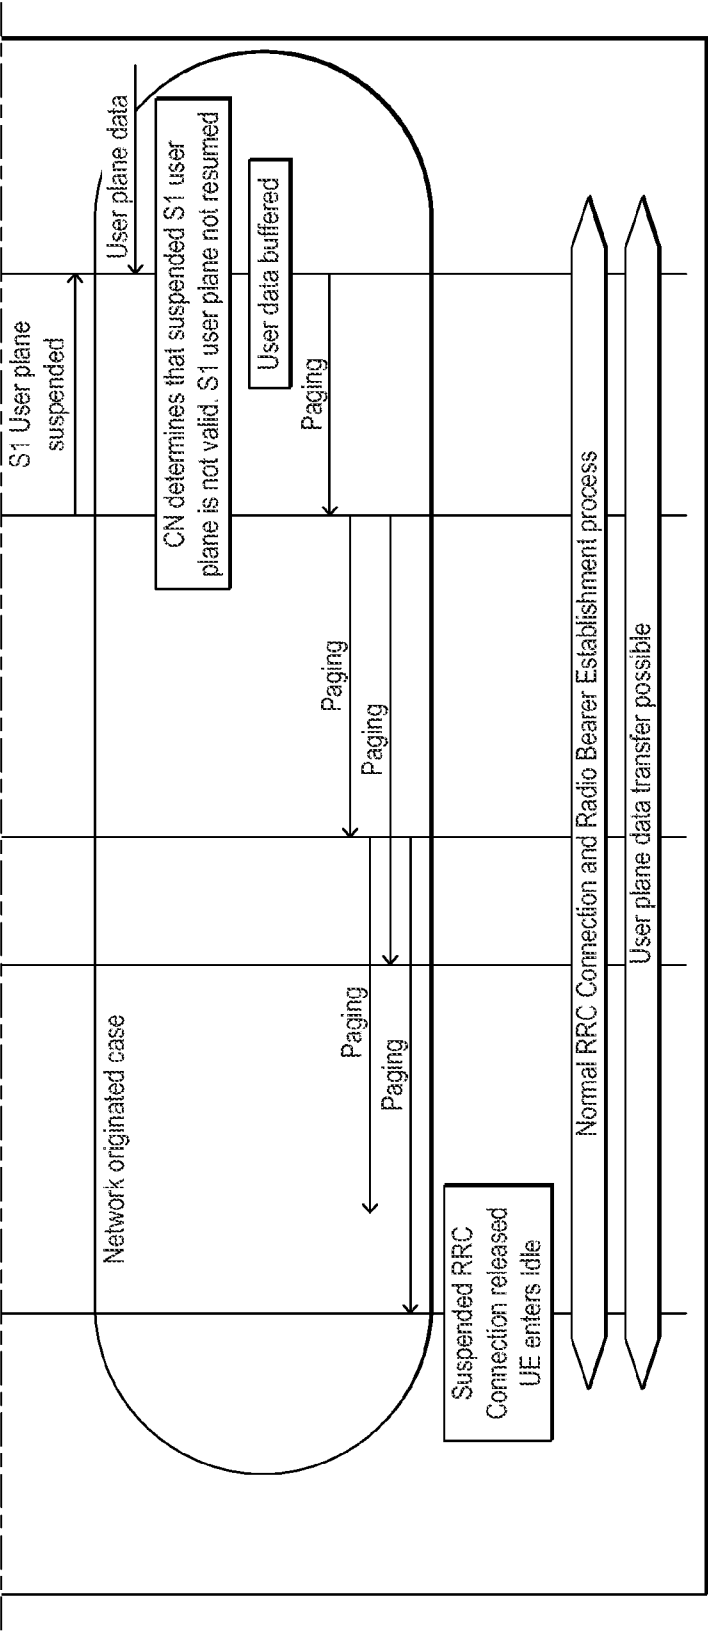 S1 User plane
suspended
User plane data
Network originated case
CN determines that suspended S1 user
plane is not valid. S1 user plane not resumed
User data buffered
Paging
Paging
Paging
Paging
Paging
Suspended RRC
Connection released
UE enters idle
Normal RRC Connection and Radio Bearer Establishment process
User plane data transfer possible